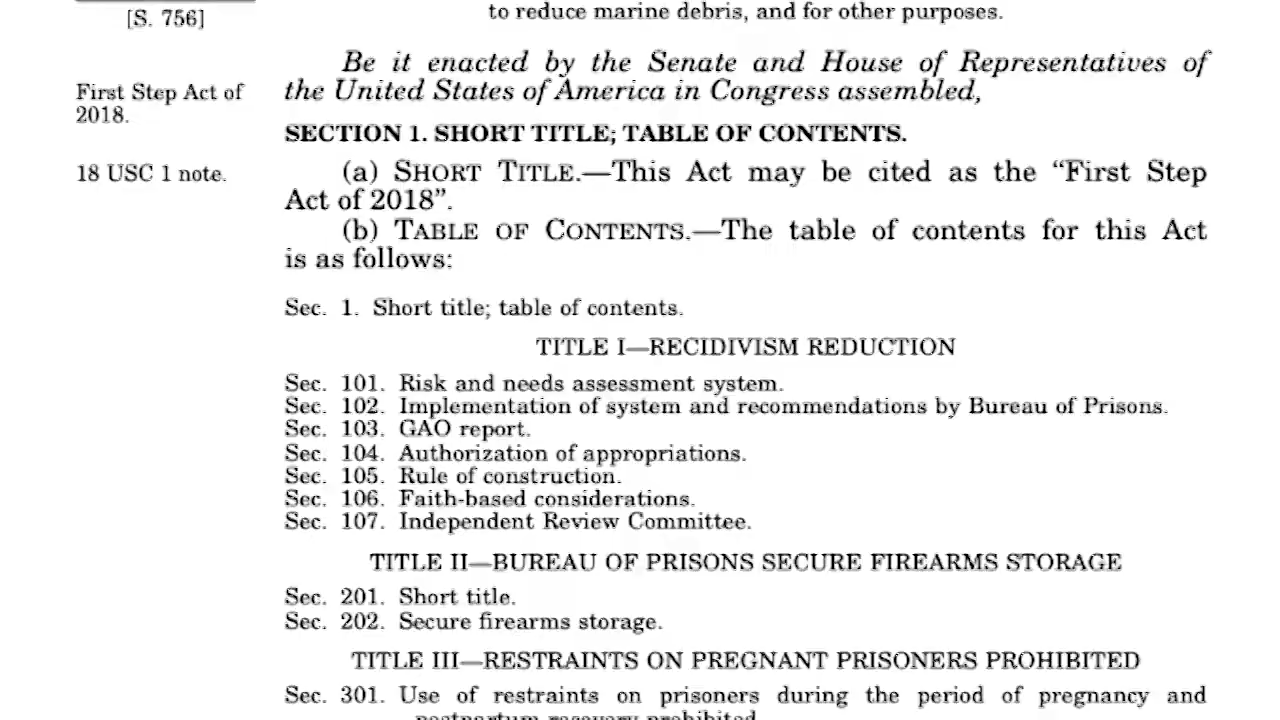 [S. 756]
to reduce marine debris, and for other purposes.
Be it enacted by the Senate and House of Representatives of
the United States of America in Congress assembled,
First Step Act of
2018.
SECTION 1. SHORT TITLE; TABLE OF CONTENTS.
18 USC 1 note.
(a) SHORT TITLE.—This Act may be cited as the “First Step
Act of 2018”.
(b) TABLE OF CONTENTS.—The table of contents for this Act
is as follows:
Sec. 1. Short title; table of contents.
TITLE I—RECIDIVISM REDUCTION
Sec. 101. Risk and needs assessment system.
Sec. 102. Implementation of system and recommendations by Bureau of Prisons.
Sec. 103. GAO report.
Sec. 104. Authorization of appropriations.
Sec. 105. Rule of construction.
Sec. 106. Faith-based considerations.
Sec. 107. Independent Review Committee.
TITLE II—BUREAU OF PRISONS SECURE FIREARMS STORAGE
Sec. 201. Short title.
Sec. 202. Secure firearms storage.
TITLE III—RESTRAINTS ON PREGNANT PRISONERS PROHIBITED
Sec. 301. Use of restraints on prisoners during the period of pregnancy and
postpartum recovery prohibited.